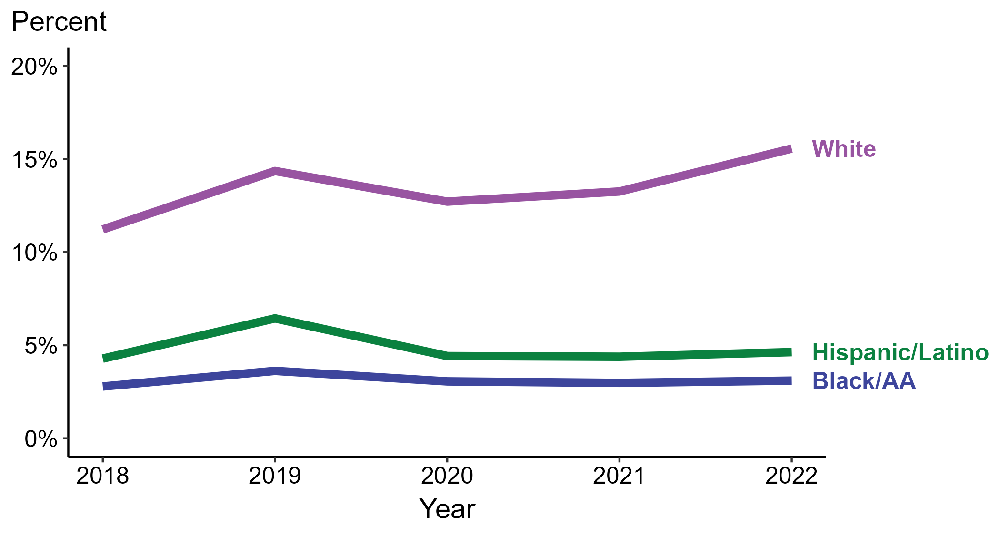 Percent
20%
15%
10%
5%
0%
White
Hispanic/Latino
Black/AA
2018 2019 2020 2021 2022
Year